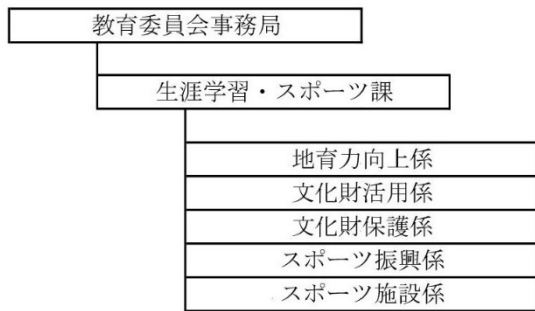 教育委員会事務局
生涯学習・スポーツ課
地育力向上係
文化財活用係
文化財保護係
スポーツ振興係
スポーツ施設係